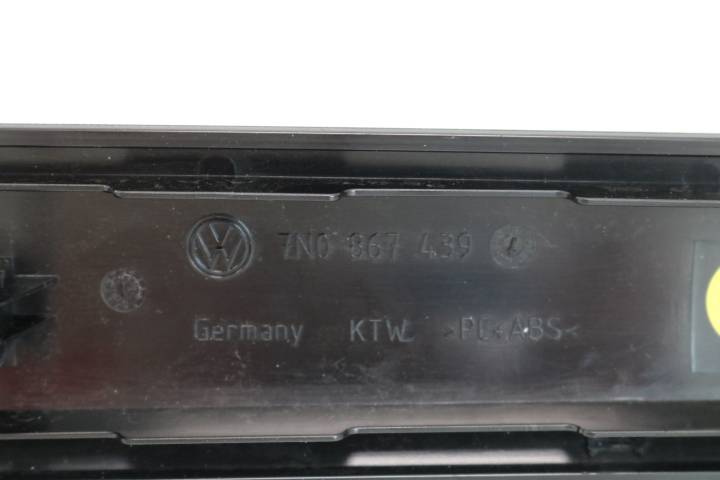 7N0 867 439
Germany KTW >PC+ABS<